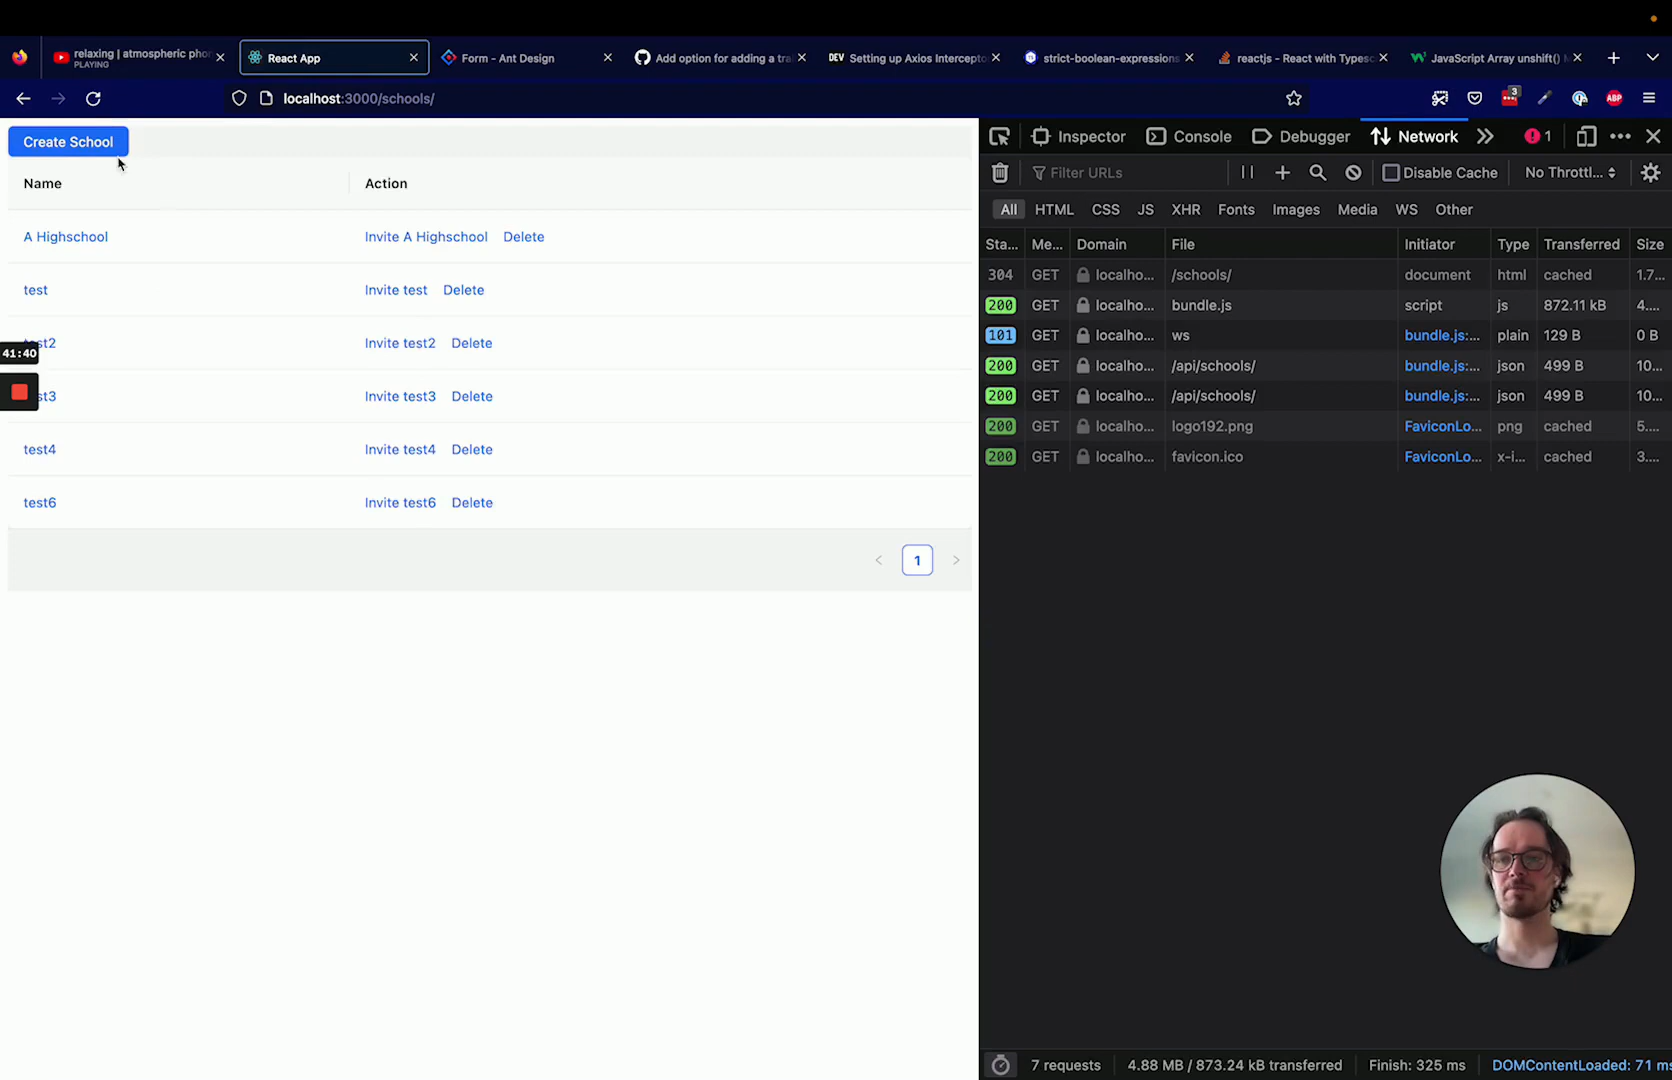 relaxing | atmospheric pho
PLAYING
React App
Form - Ant Design
Add option for adding a tra
DEV Setting up Axios Intercepto
strict-boolean-expressions
reactjs - React with Typesc
JavaScript Array unshift() M
localhost:3000/schools/
3
ABP
Create School
Name Action
A Highschool Invite A Highschool Delete
test Invite test Delete
st2 Invite test2 Delete
41:40
st3 Invite test3 Delete
test4 Invite test4 Delete
test6 Invite test6 Delete
1
Inspector Console Debugger Network 1
Filter URLs Disable Cache No Throttl...
All HTML CSS JS XHR Fonts Images Media WS Other
Sta... Me... Domain File Initiator Type Transferred Size
304 GET localho... /schools/ document html cached 1.7...
200 GET localho... bundle.js script js 872.11 kB 4....
101 GET localho... ws bundle.js:... plain 129 B 0 B
200 GET localho... /api/schools/ bundle.js:... json 499 B 10...
200 GET localho... /api/schools/ bundle.js:... json 499 B 10...
200 GET localho... logo192.png FaviconLo... png cached 5....
200 GET localho... favicon.ico FaviconLo... x-i... cached 3....
7 requests 4.88 MB / 873.24 kB transferred Finish: 325 ms DOMContentLoaded: 71 ms